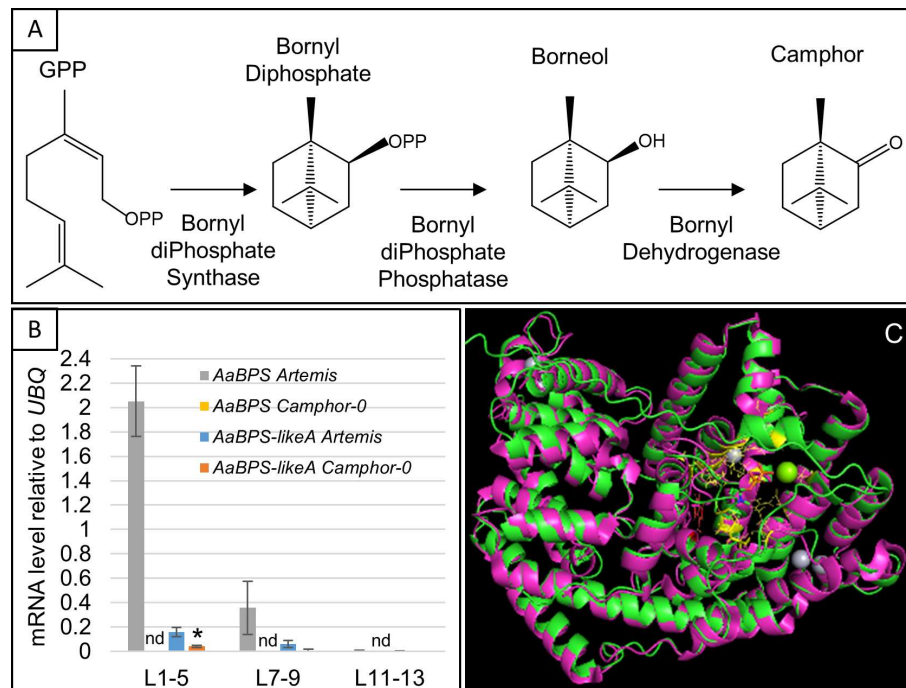 A
GPP
OPP
Bornyl
diPhosphate
Synthase
Bornyl
Diphosphate
OPP
Bornyl
diPhosphate
Phosphatase
Borneol
OH
Bornyl
Dehydrogenase
Camphor
O
B
mRNA level relative to UBQ
2.4
2.2
2
1.8
1.6
1.4
1.2
1
0.8
0.6
0.4
0.2
0
AaBPS Artemis
AaBPS Camphor-0
AaBPS-likeA Artemis
AaBPS-likeA Camphor-0
nd
*
nd
nd
L1-5
L7-9
L11-13
C